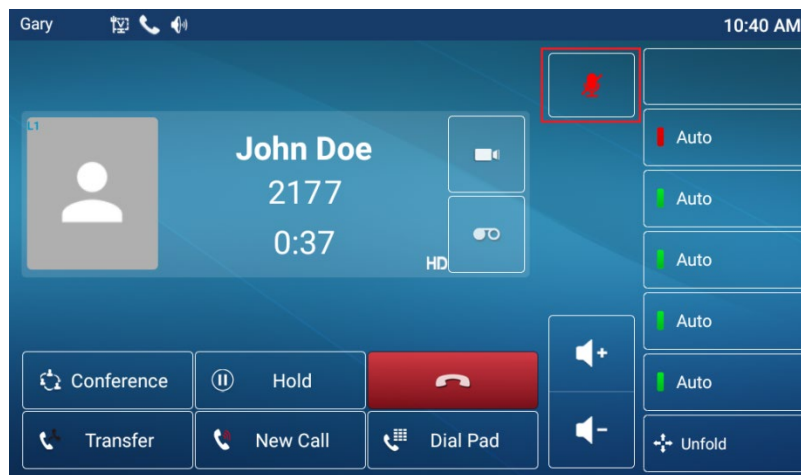 Gary
10:40 AM
L1
John Doe
2177
0:37
HD
Auto
Auto
Auto
Auto
Auto
Conference
Hold
Transfer
New Call
Dial Pad
Unfold